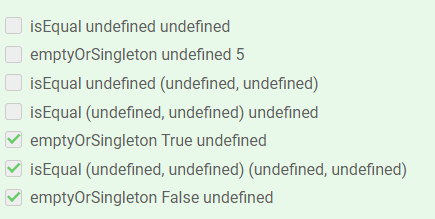 isEqual undefined undefined
emptyOrSingleton undefined 5
isEqual undefined (undefined, undefined)
isEqual (undefined, undefined) undefined
emptyOrSingleton True undefined
isEqual (undefined, undefined) (undefined, undefined)
emptyOrSingleton False undefined